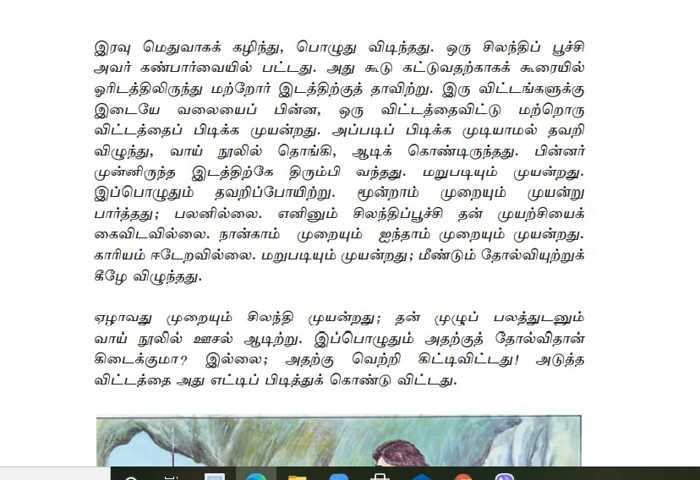 இரவு மெதுவாகக் கழிந்து, பொழுது விடிந்தது. ஒரு சிலந்திப் பூச்சி
அவர் கண்பார்வையில் பட்டது. அது கூடு கட்டுவதற்காகக் கூரையில்
ஓரிடத்திலிருந்து மற்றோர் இடத்திற்குத் தாவிற்று. இரு விட்டங்களுக்கு
இடையே வலையைப் பின்ன, ஒரு விட்டத்தைவிட்டு மற்றொரு
விட்டத்தைப் பிடிக்க முயன்றது. அப்படிப் பிடிக்க முடியாமல் தவறி
விழுந்து, வாய் நூலில் தொங்கி, ஆடிக் கொண்டிருந்தது. பின்னர்
முன்னிருந்த இடத்திற்கே திரும்பி வந்தது. மறுபடியும் முயன்றது.
இப்பொழுதும் தவறிப்போயிற்று. மூன்றாம் முறையும் முயன்று
பார்த்தது; பலனில்லை. எனினும் சிலந்திப்பூச்சி தன் முயற்சியைக்
கைவிடவில்லை. நான்காம் முறையும் ஐந்தாம் முறையும் முயன்றது.
காரியம் ஈடேறவில்லை. மறுபடியும் முயன்றது; மீண்டும் தோல்வியுற்றுக்
கீழே விழுந்தது.
ஏழாவது முறையும் சிலந்தி முயன்றது; தன் முழுப் பலத்துடனும்
வாய் நூலில் ஊசல் ஆடிற்று. இப்பொழுதும் அதற்குத் தோல்விதான்
கிடைக்குமா? இல்லை; அதற்கு வெற்றி கிட்டிவிட்டது! அடுத்த
விட்டத்தை அது எட்டிப் பிடித்துக் கொண்டு விட்டது.